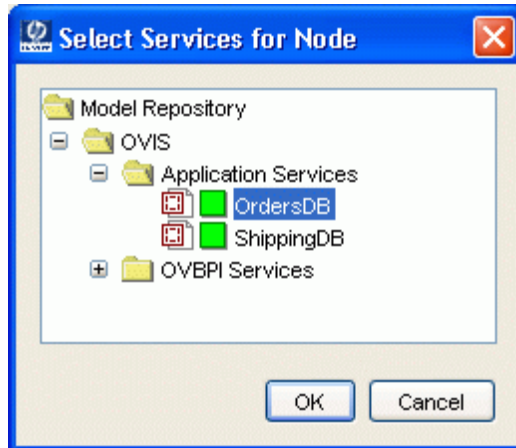 Select Services for Node
Model Repository
OVIS
Application Services
OrdersDB
ShippingDB
OVBPI Services
OK
Cancel